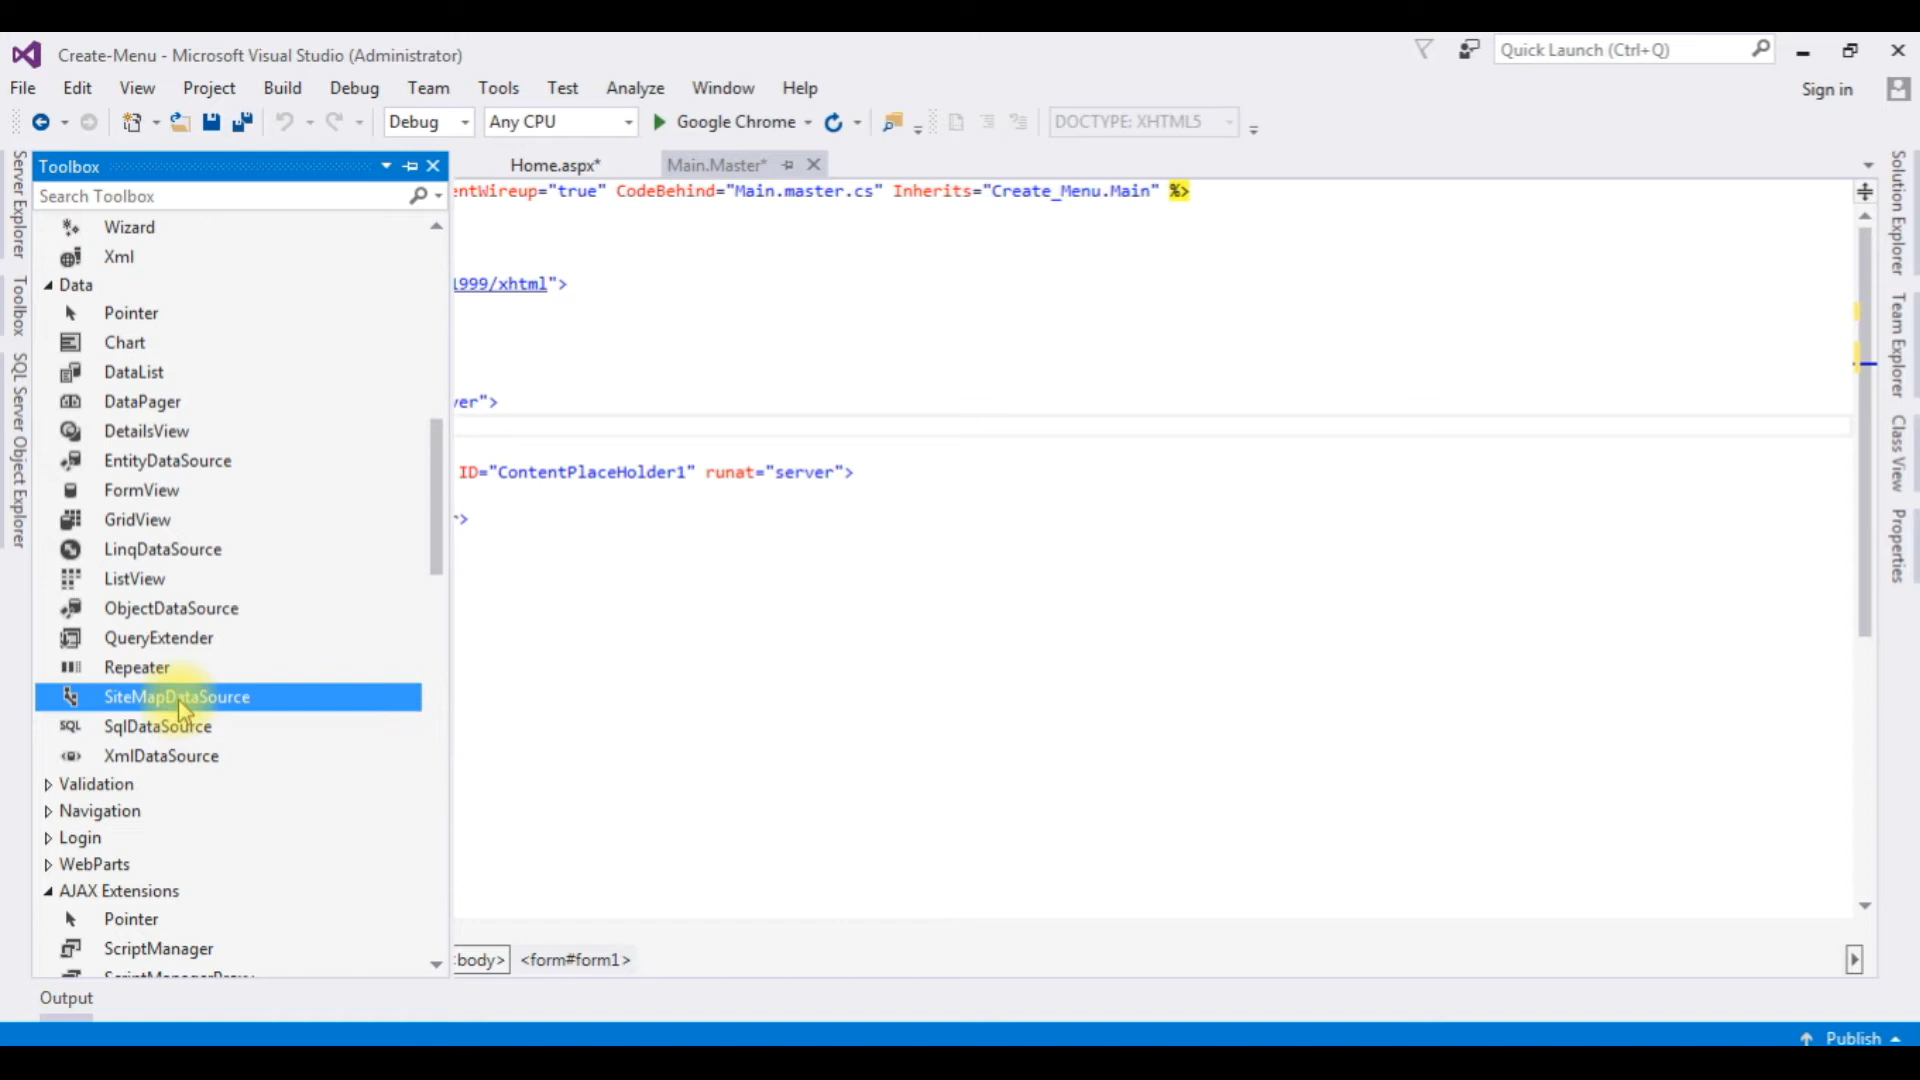 Create-Menu - Microsoft Visual Studio (Administrator)
Quick Launch (Ctrl+Q)
File Edit View Project Build Debug Team Tools Test Analyze Window Help
Sign in
Debug Any CPU Google Chrome DOCTYPE: XHTML5
Server Explorer
Toolbox
SQL Server Object Explorer
Toolbox
Search Toolbox
Wizard
Xml
Data
Pointer
Chart
DataList
DataPager
DetailsView
EntityDataSource
FormView
GridView
LinqDataSource
ListView
ObjectDataSource
QueryExtender
Repeater
SiteMapDataSource
SQL SqlDataSource
XmlDataSource
Validation
Navigation
Login
WebParts
AJAX Extensions
Pointer
ScriptManager
ScriptManagerProxy
Home.aspx* Main.Master*
entWireup="true" CodeBehind="Main.master.cs" Inherits="Create_Menu.Main" %>
1999/xhtml">
ver">
ID="ContentPlaceHolder1" runat="server">
>
body> <form#form1>
Solution Explorer
Team Explorer
Class View
Properties
Output
Publish